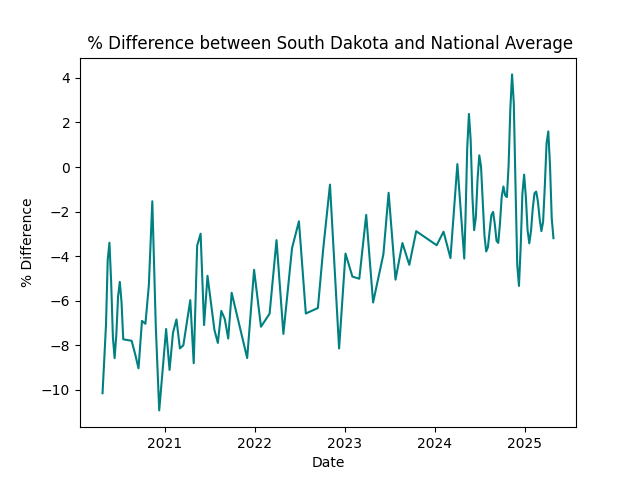 % Difference between South Dakota and National Average
4
2
0
−2
−4
−6
−8
−10
% Difference
2021 2022 2023 2024 2025
Date